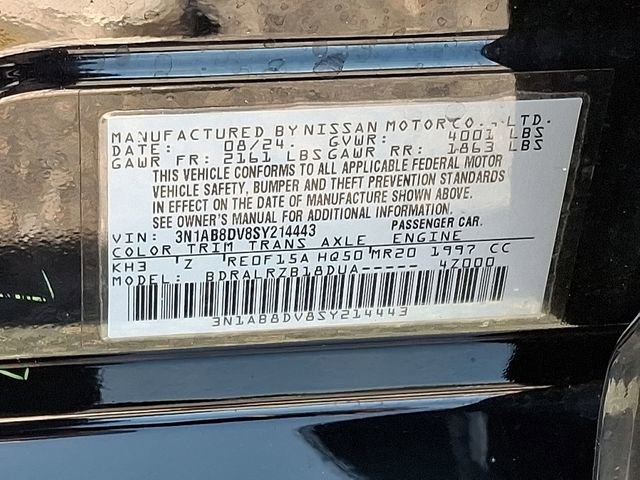 MANUFACTURED BY NISSAN MOTOR CO., LTD.
DATE: 08/24. GVWR: 4001 LBS
GAWR FR: 2161 LBS GAWR RR: 1863 LBS
THIS VEHICLE CONFORMS TO ALL APPLICABLE FEDERAL MOTOR
VEHICLE SAFETY, BUMPER AND THEFT PREVENTION STANDARDS
IN EFFECT ON THE DATE OF MANUFACTURE SHOWN ABOVE.
SEE OWNER'S MANUAL FOR ADDITIONAL INFORMATION.
VIN: 3N1AB8DV8SY214443 PASSENGER CAR.
COLOR TRIM TRANS AXLE ENGINE
KH3 Z RE0F15A HQ50 MR20 1997 CC
MODEL: BDRALRZB18DUA----- 4Z000
3N1AB8DV8SY214443